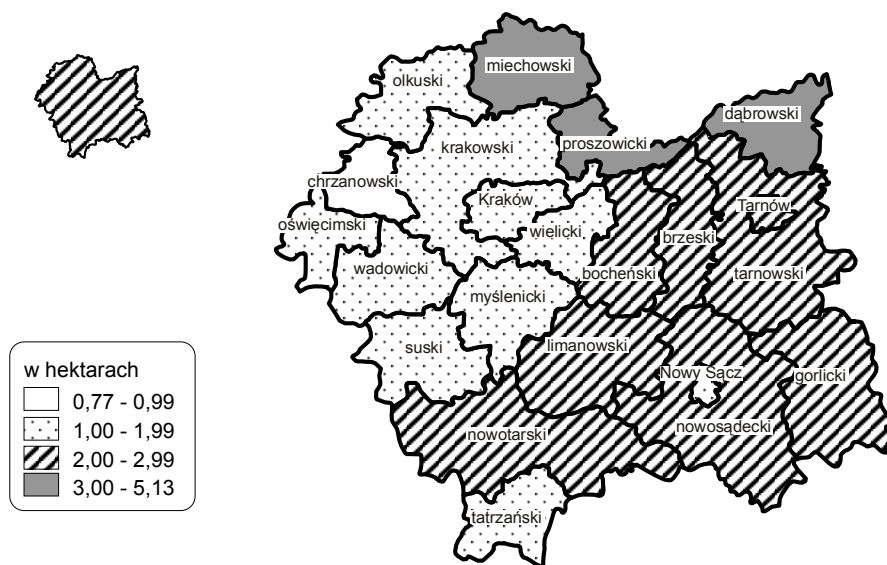 miechowski
olkuski
dąbrowski
krakowski
proszowicki
chrzanowski
Kraków
Tarnów
oświęcimski
wielicki
brzeski
wadowicki
bocheński
tarnowski
myślenicki
suski
limanowski
Nowy Sącz
gorlicki
nowotarski
nowosądecki
tatrzański
w hektarach
0,77 - 0,99
1,00 - 1,99
2,00 - 2,99
3,00 - 5,13